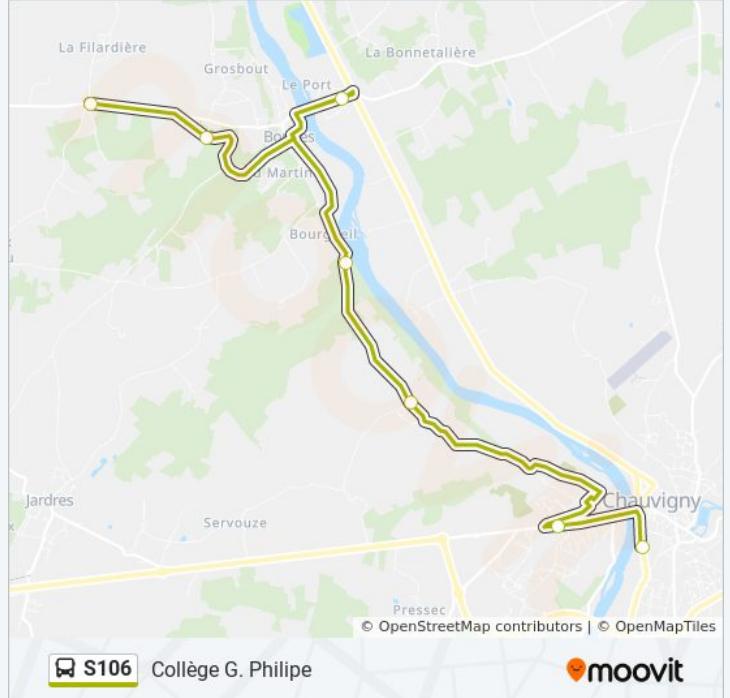 La Filardière
La Bonnetalière
Grosbout
Le Port
Bonnes
Martin
Bourgneuil
Jardres
Chauvigny
Servouze
Pressec
© OpenStreetMap contributors | © OpenMapTiles
S106 Collège G. Philipe
moovit